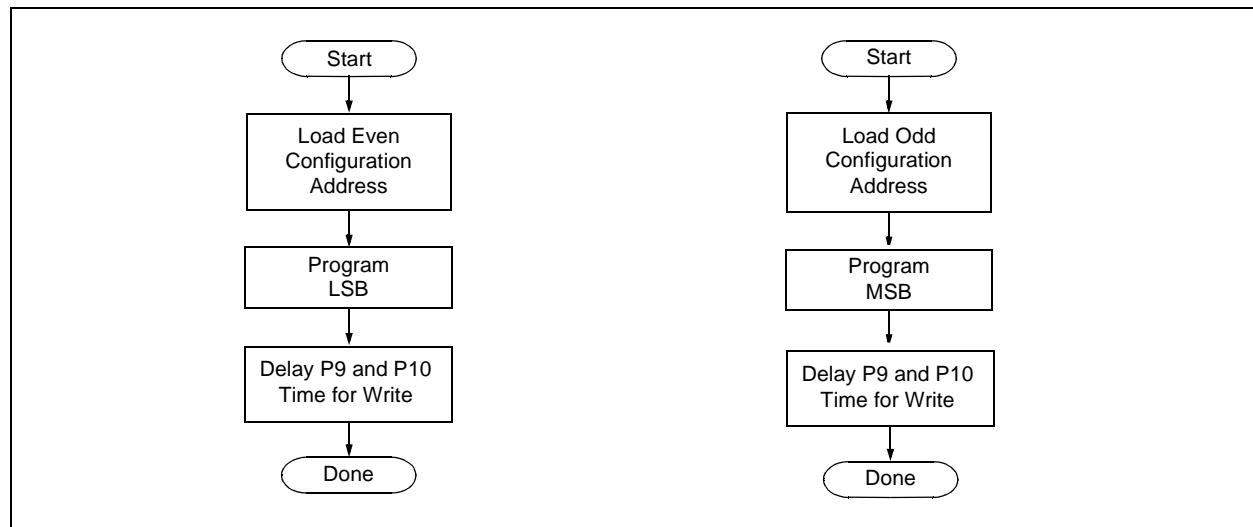 Start
Load Even
Configuration
Address
Program
LSB
Delay P9 and P10
Time for Write
Done
Start
Load Odd
Configuration
Address
Program
MSB
Delay P9 and P10
Time for Write
Done